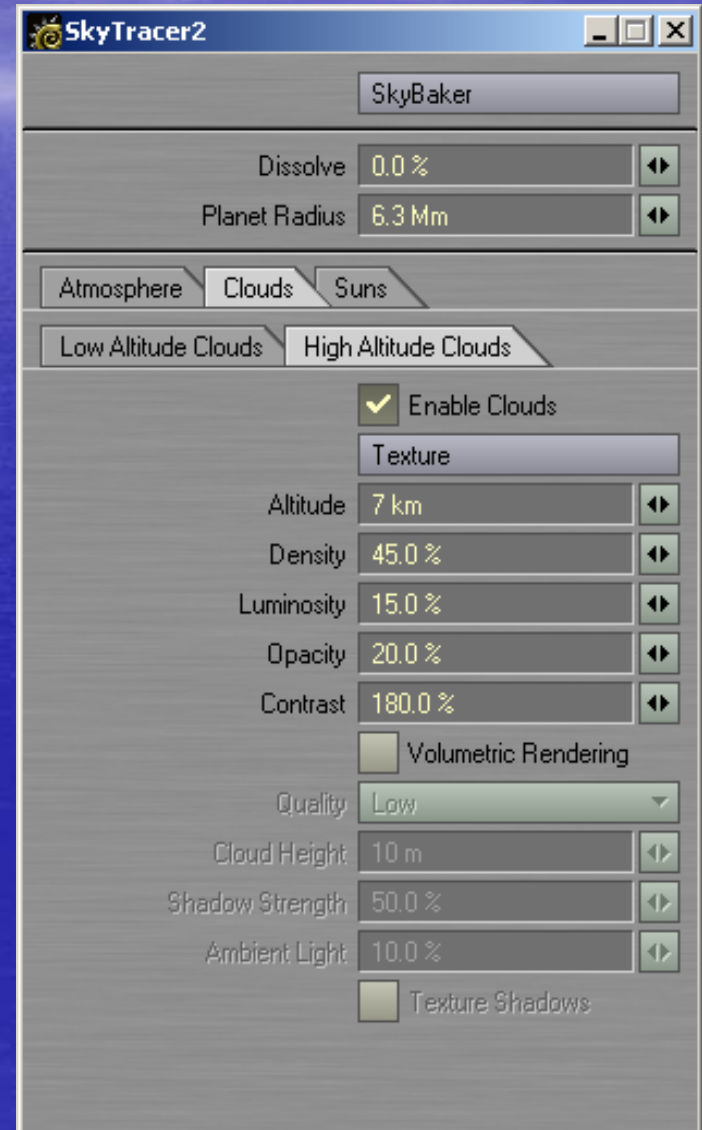 SkyTracer2
SkyBaker
Dissolve 0.0 %
Planet Radius 6.3 Mm
Atmosphere Clouds Suns
Low Altitude Clouds High Altitude Clouds
Enable Clouds
Texture
Altitude 7 km
Density 45.0 %
Luminosity 15.0 %
Opacity 20.0 %
Contrast 180.0 %
Volumetric Rendering
Quality Low
Cloud Height 10 m
Shadow Strength 50.0 %
Ambient Light 10.0 %
Texture Shadows